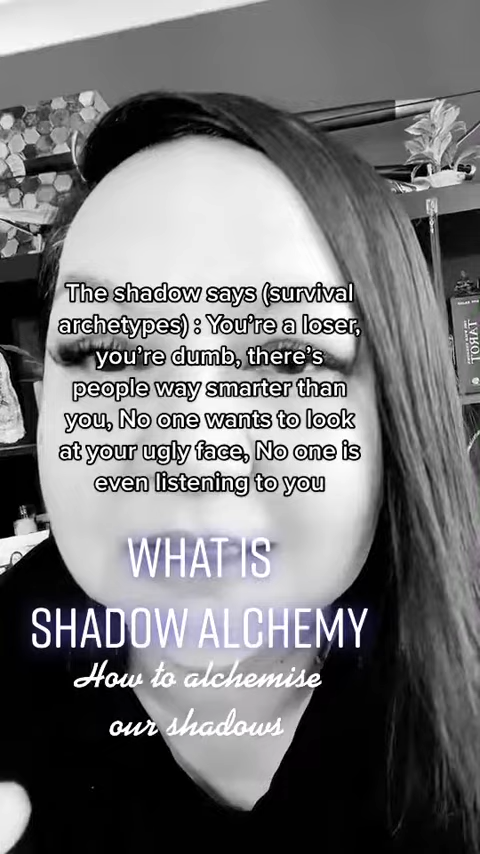 The shadow says (survival
archetypes) : You're a loser,
you're dumb, there's
people way smarter than
you, No one wants to look
at your ugly face, No one is
even listening to you
WHAT IS
SHADOW ALCHEMY
How to alchemise
our shadows
TAROT